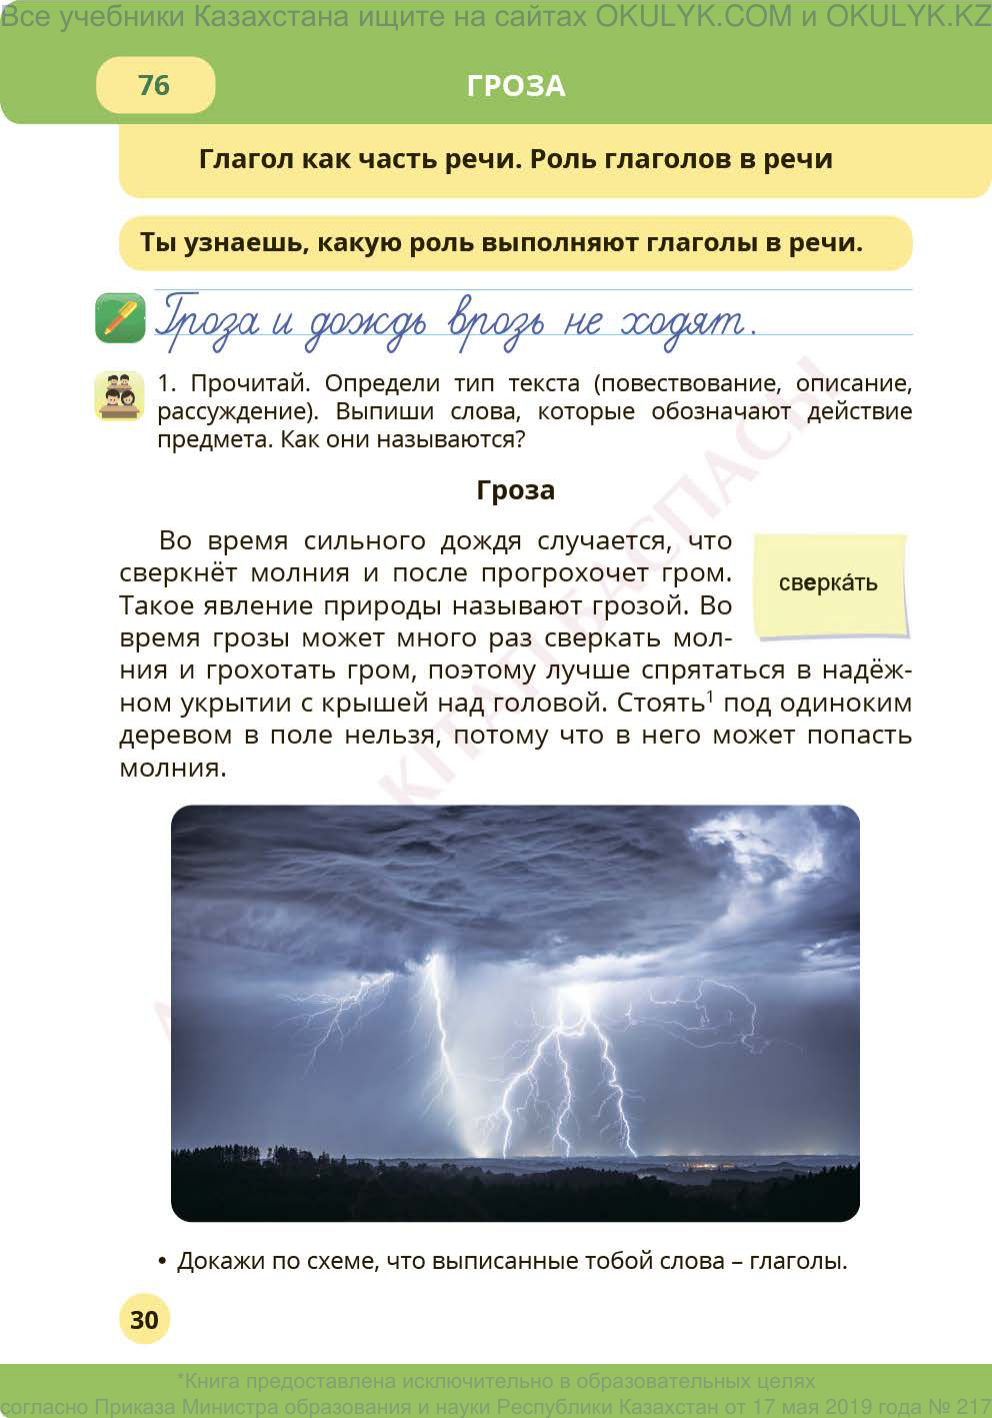 Все учебники Казахстана ищите на сайтах OKULYK.COM и OKULYK.KZ
76
ГРОЗА
Глагол как часть речи. Роль глаголов в речи
Ты узнаешь, какую роль выполняют глаголы в речи.
Гроза и дождь врозь не ходят.
1. Прочитай. Определи тип текста (повествование, описание,
рассуждение). Выпиши слова, которые обозначают действие
предмета. Как они называются?
Гроза
Во время сильного дождя случается, что
сверкнёт молния и после прогрохочет гром.
Такое явление природы называют грозой. Во
время грозы может много раз сверкать мол-
ния и грохотать гром, поэтому лучше спрятаться в надёж-
ном укрытии с крышей над головой. Стоять¹ под одиноким
деревом в поле нельзя, потому что в него может попасть
молния.
сверка́ть
• Докажи по схеме, что выписанные тобой слова – глаголы.
30
*Книга предоставлена исключительно в образовательных целях
согласно Приказа Министра образования и науки Республики Казахстан от 17 мая 2019 года № 217